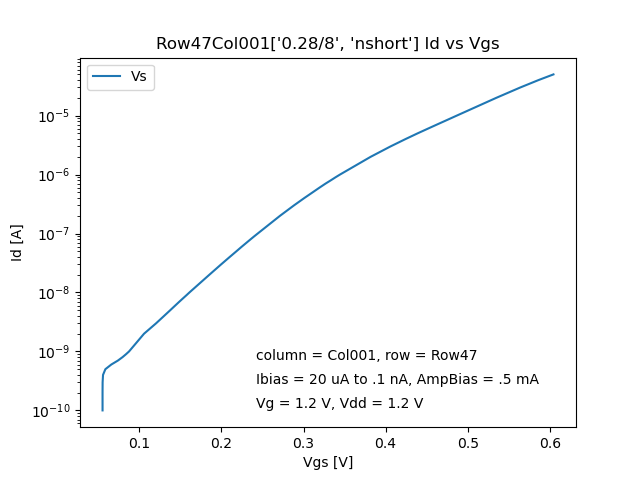 Row47Col001['0.28/8', 'nshort'] Id vs Vgs
Vs
Id [A]
10⁻⁵
10⁻⁶
10⁻⁷
10⁻⁸
10⁻⁹
10⁻¹⁰
column = Col001, row = Row47
Ibias = 20 uA to .1 nA, AmpBias = .5 mA
Vg = 1.2 V, Vdd = 1.2 V
0.1 0.2 0.3 0.4 0.5 0.6
Vgs [V]